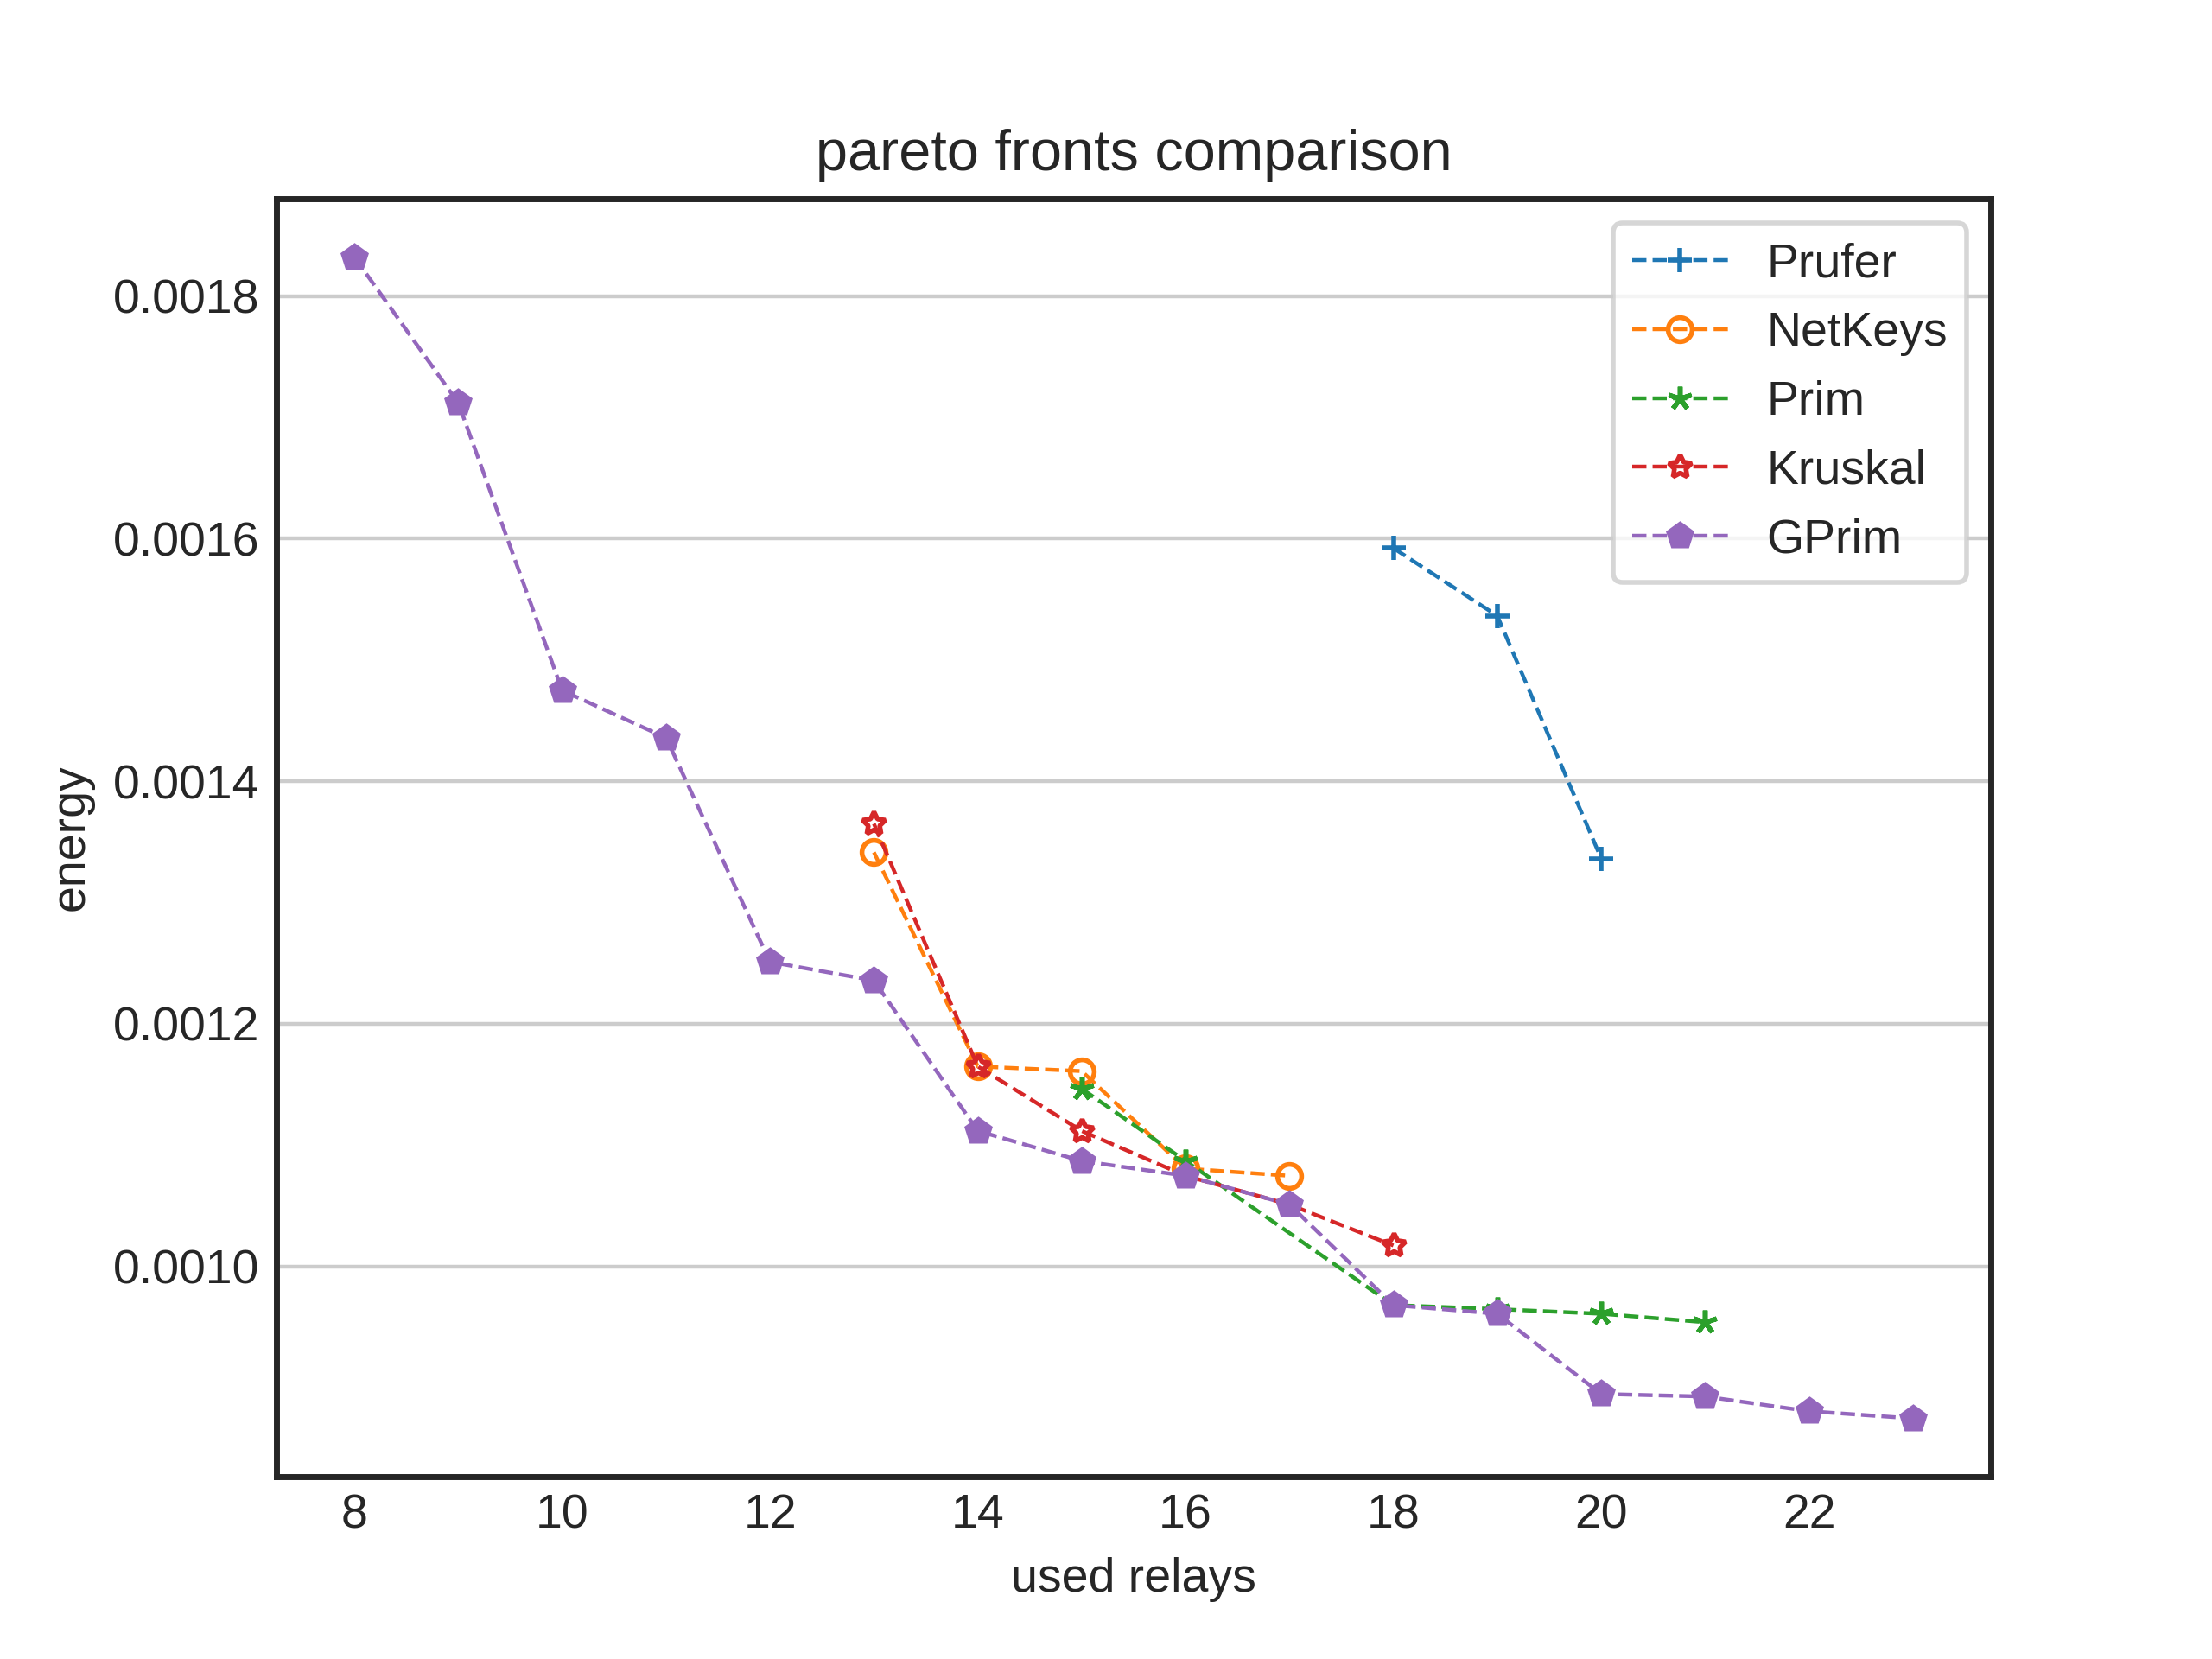 pareto fronts comparison
Prufer
NetKeys
Prim
Kruskal
GPrim
0.0018
0.0016
0.0014
0.0012
0.0010
energy
8 10 12 14 16 18 20 22
used relays